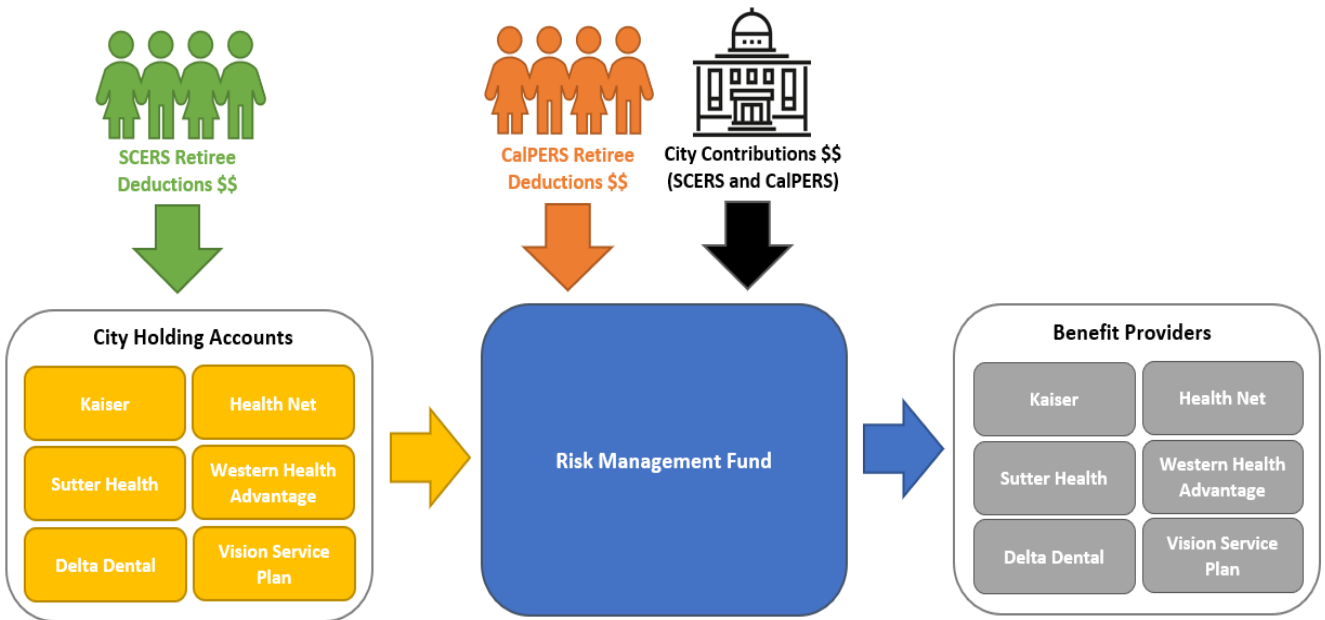 SCERS Retiree
Deductions $$
CalPERS Retiree
Deductions $$
City Contributions $$
(SCERS and CalPERS)
City Holding Accounts
Kaiser
Health Net
Sutter Health
Western Health
Advantage
Delta Dental
Vision Service
Plan
Risk Management Fund
Benefit Providers
Kaiser
Health Net
Sutter Health
Western Health
Advantage
Delta Dental
Vision Service
Plan